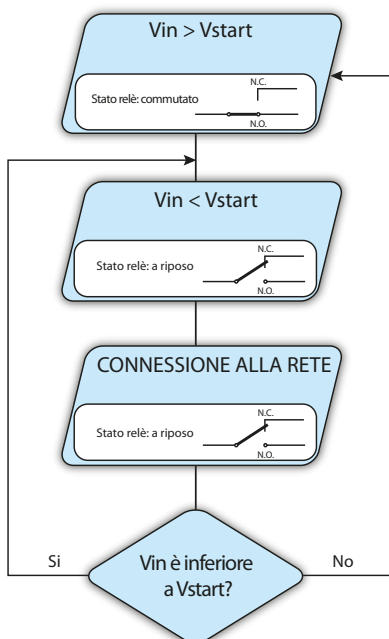 Vin > Vstart
N.C.
Stato relè: commutato
N.O.
Vin < Vstart
N.C.
Stato relè: a riposo
N.O.
CONNESSIONE ALLA RETE
N.C.
Stato relè: a riposo
N.O.
Si
Vin è inferiore
a Vstart?
No